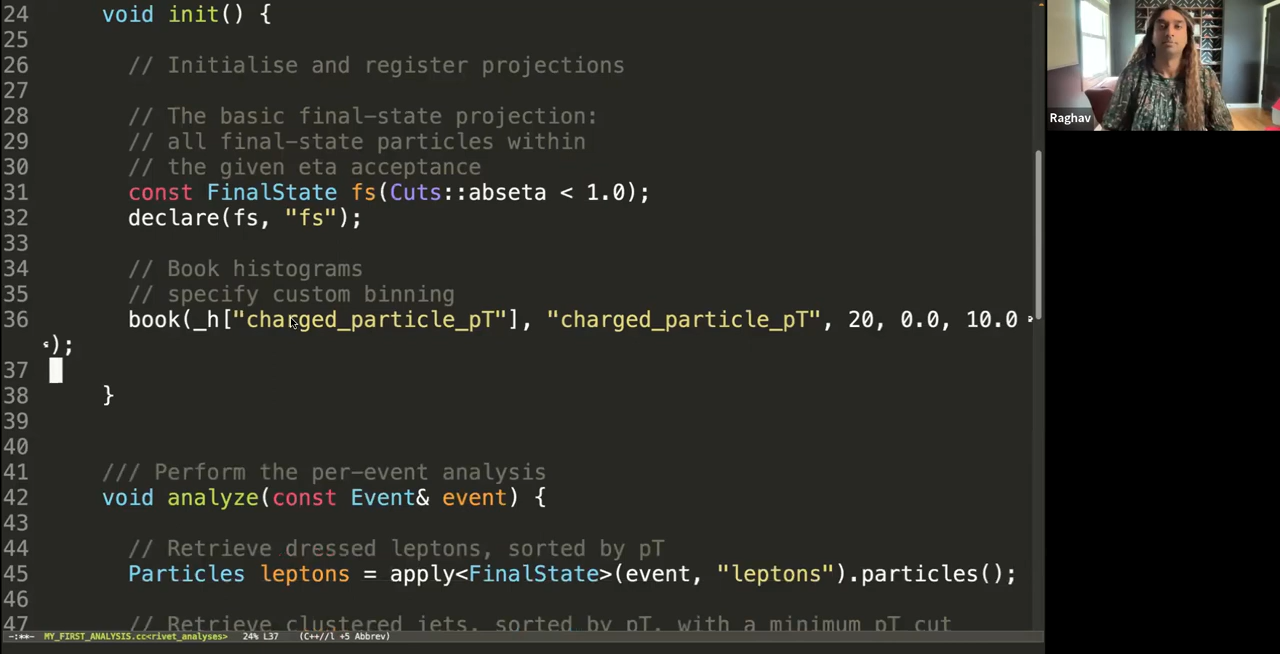 24 void init() {
25
26 // Initialise and register projections
27
28 // The basic final-state projection:
29 // all final-state particles within
30 // the given eta acceptance
31 const FinalState fs(Cuts::abseta < 1.0);
32 declare(fs, "fs");
33
34 // Book histograms
35 // specify custom binning
36 book(_h["charged_particle_pT"], "charged_particle_pT", 20, 0.0, 10.0
);
37
38 }
39
40
41 /// Perform the per-event analysis
42 void analyze(const Event& event) {
43
44 // Retrieve dressed leptons, sorted by pT
45 Particles leptons = apply<FinalState>(event, "leptons").particles();
46
47 // Retrieve clustered jets, sorted by pT, with a minimum pT cut
-:**- MY_FIRST_ANALYSIS.cc<rivet_analyses> 24% L37 (C++//l +5 Abbrev)
Raghav